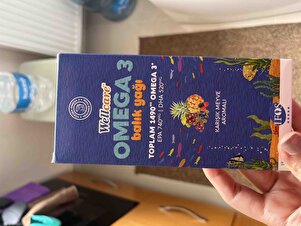 Wellcare
OMEGA 3
balık yağı
TOPLAM 1490 OMEGA 3
EPA 740 | DHA 520
KARIŞIK MEYVE
AROMALI